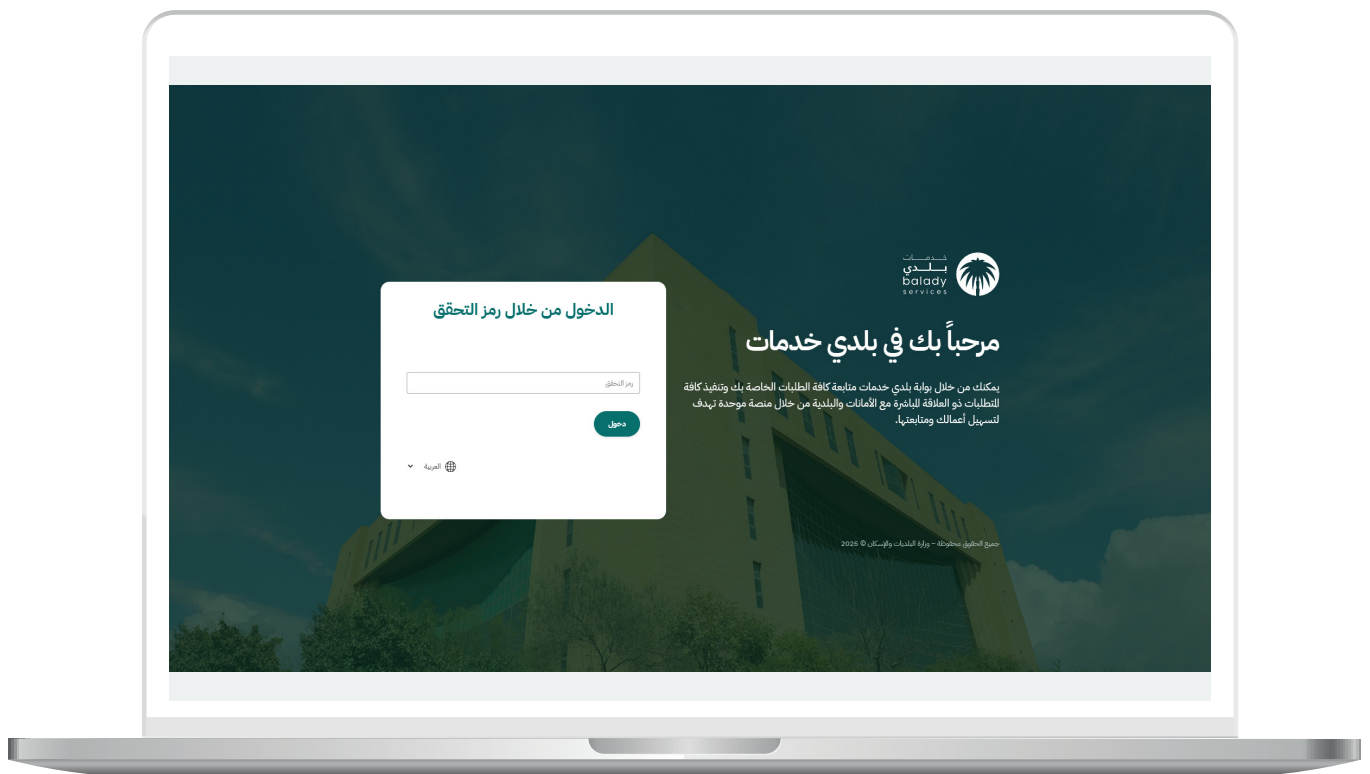 خدمات
بلدي
balady
services
مرحباً بك في بلدي خدمات
يمكنك من خلال بوابة بلدي خدمات متابعة كافة الطلبات الخاصة بك وتنفيذ كافة
المتطلبات ذو العلاقة المباشرة مع الأمانات والبلدية من خلال منصة موحدة تهدف
لتسهيل أعمالك ومتابعتها.
جميع الحقوق محفوظة – وزارة البلديات والإسكان © 2025
الدخول من خلال رمز التحقق
رمز التحقق
دخول
العربية